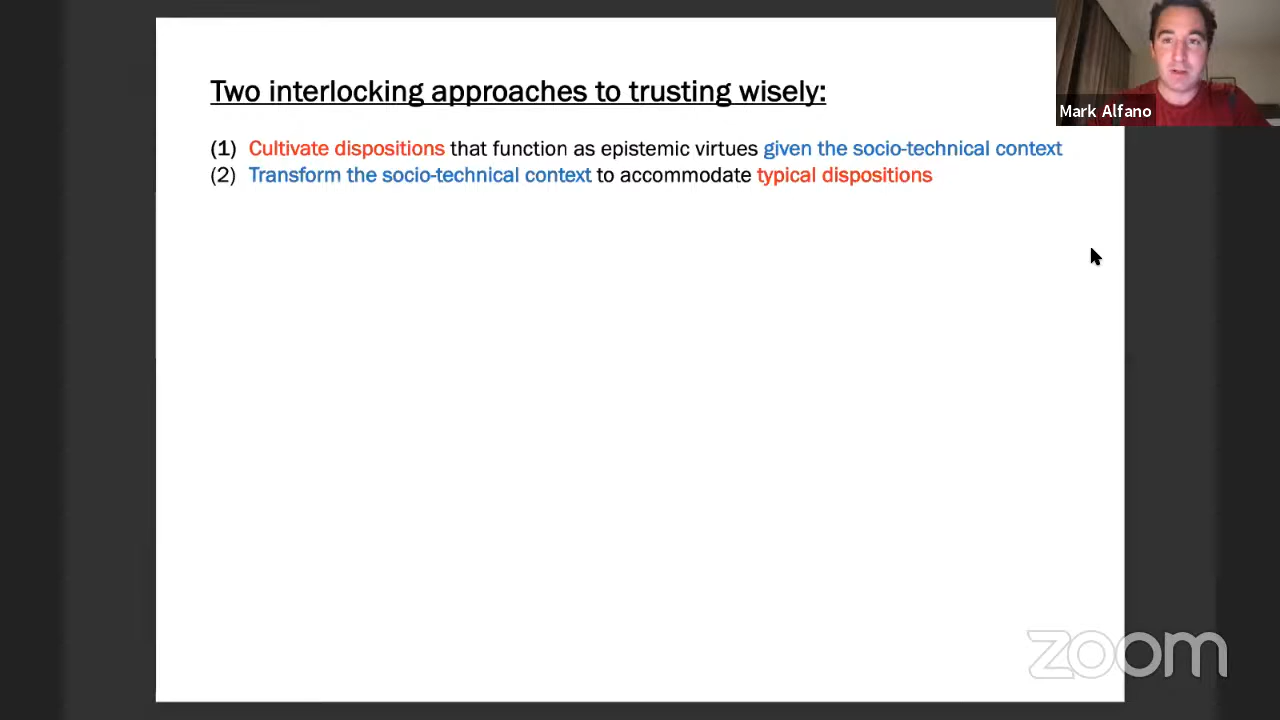 Two interlocking approaches to trusting wisely:
Mark Alfano
(1) Cultivate dispositions that function as epistemic virtues given the socio-technical context
(2) Transform the socio-technical context to accommodate typical dispositions
zoom